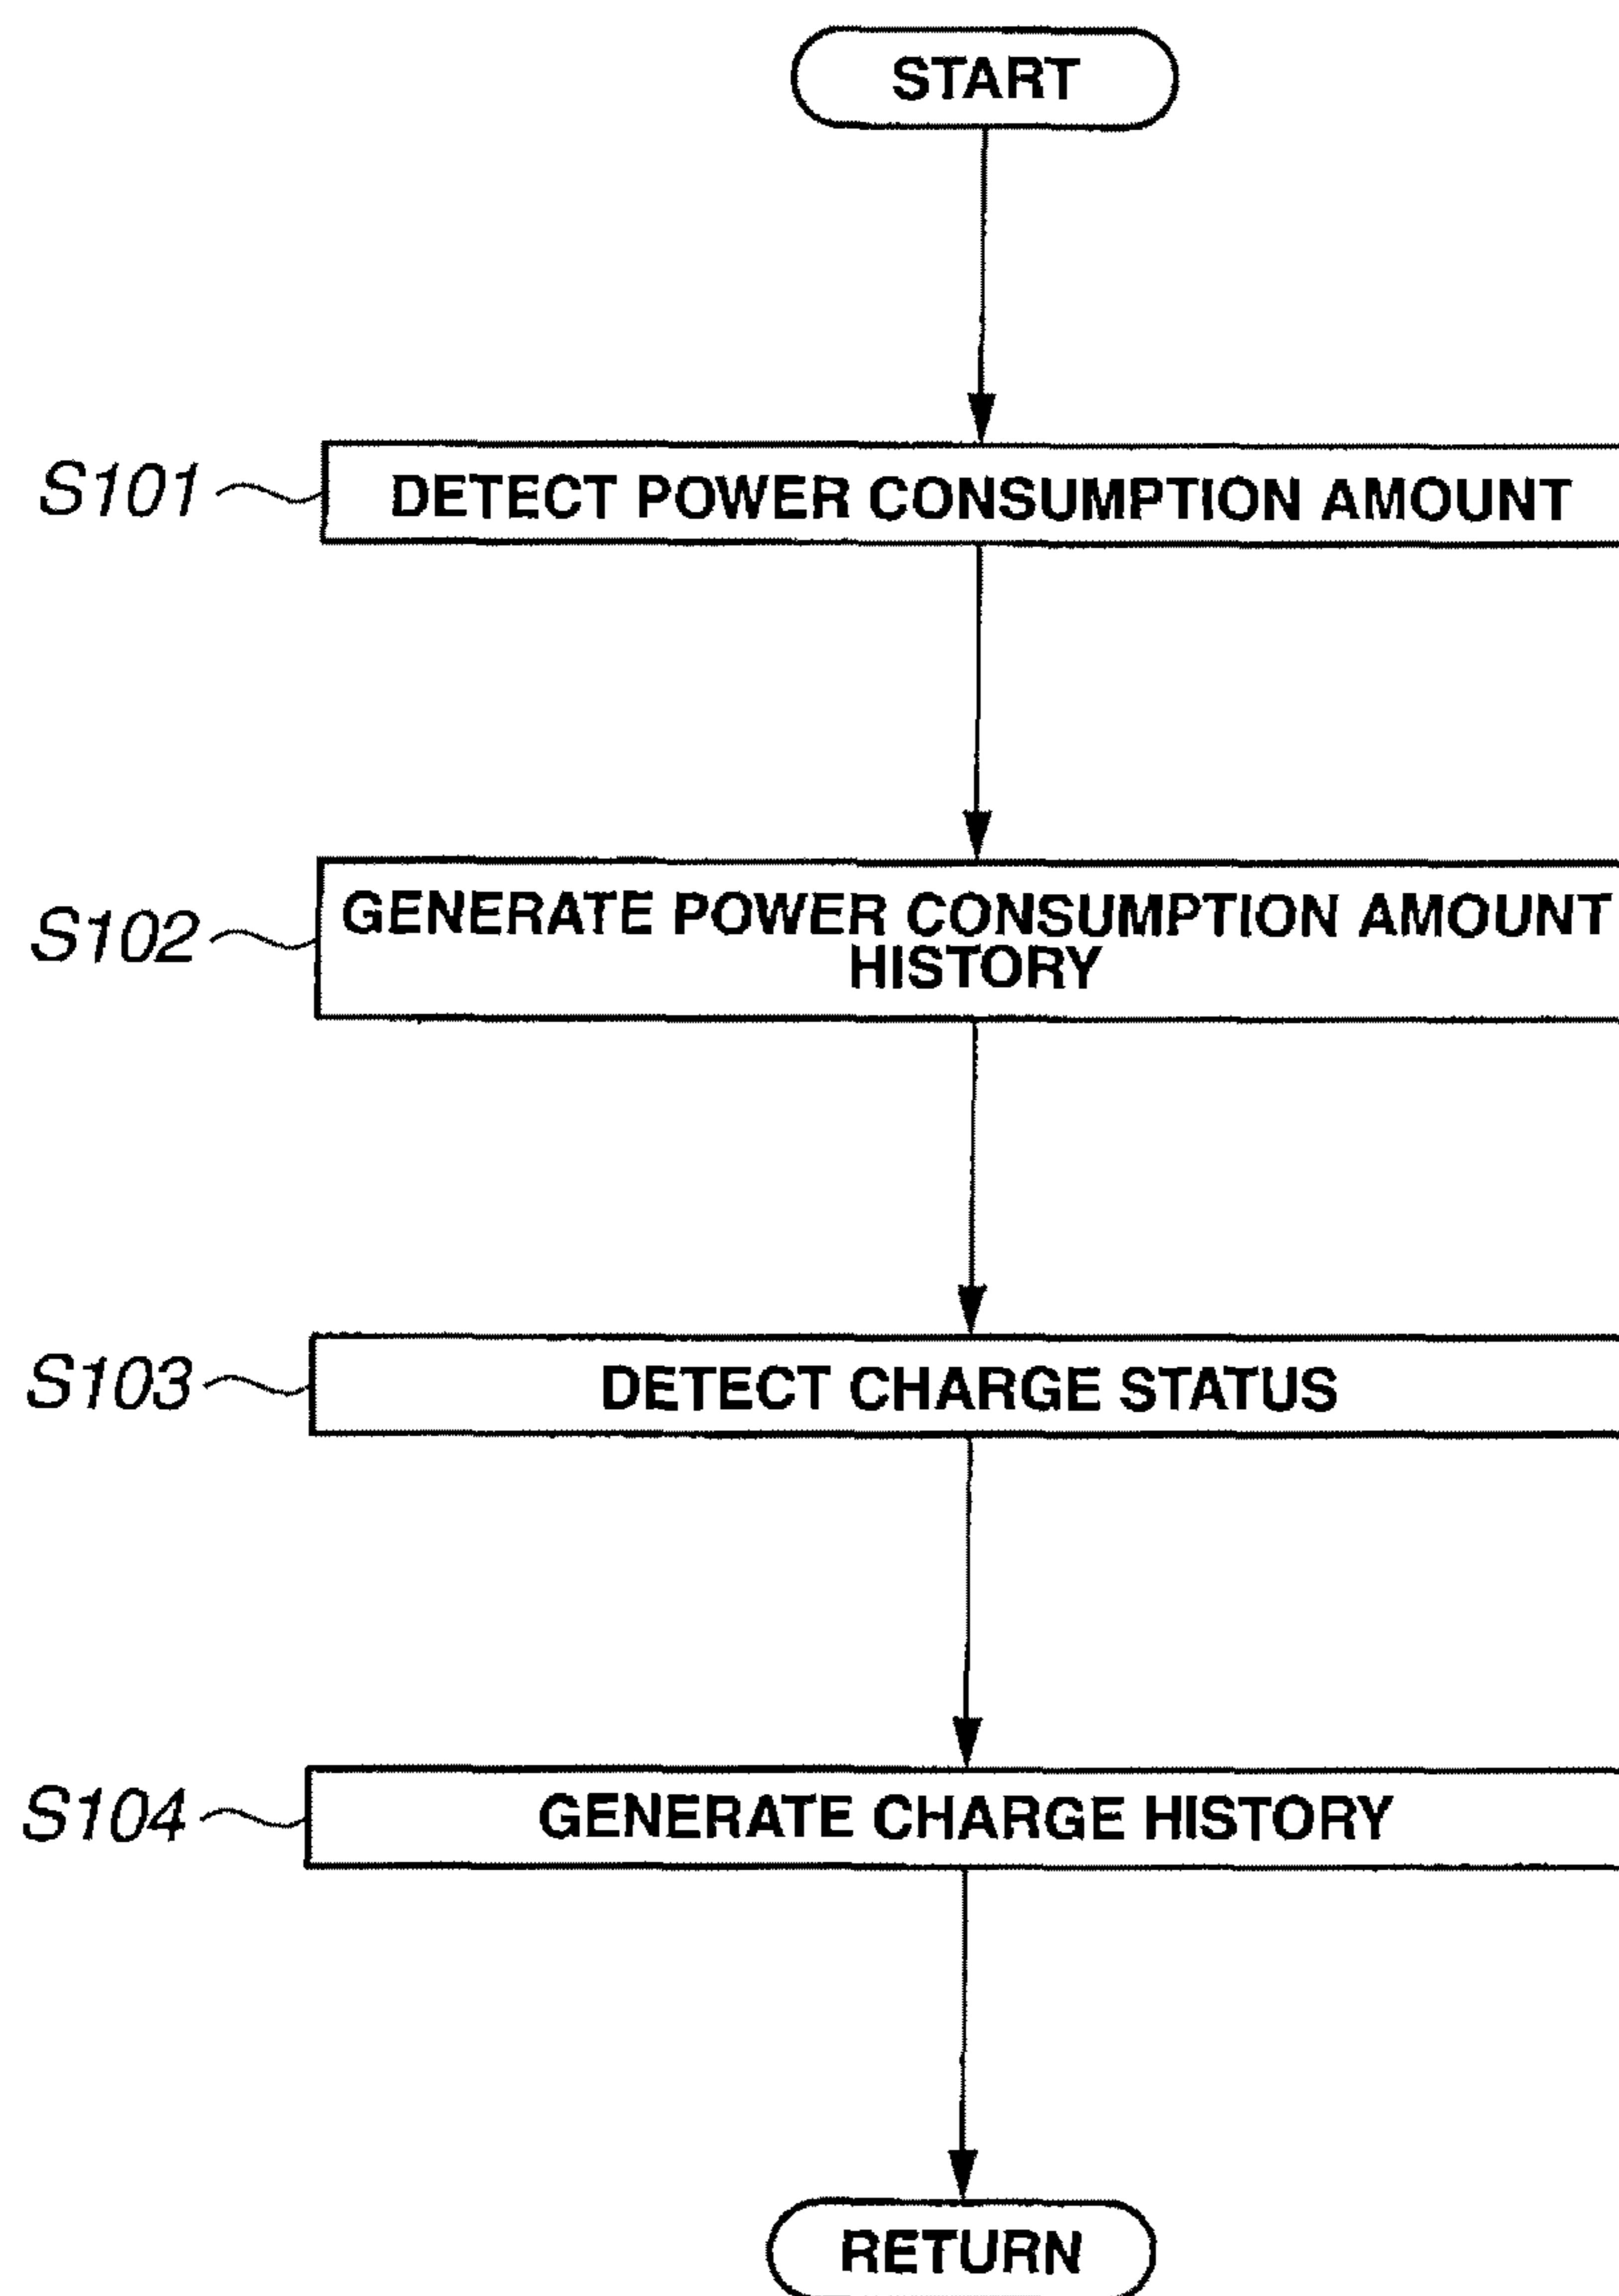 START
S101
DETECT POWER CONSUMPTION AMOUNT
S102
GENERATE POWER CONSUMPTION AMOUNT
HISTORY
S103
DETECT CHARGE STATUS
S104
GENERATE CHARGE HISTORY
RETURN